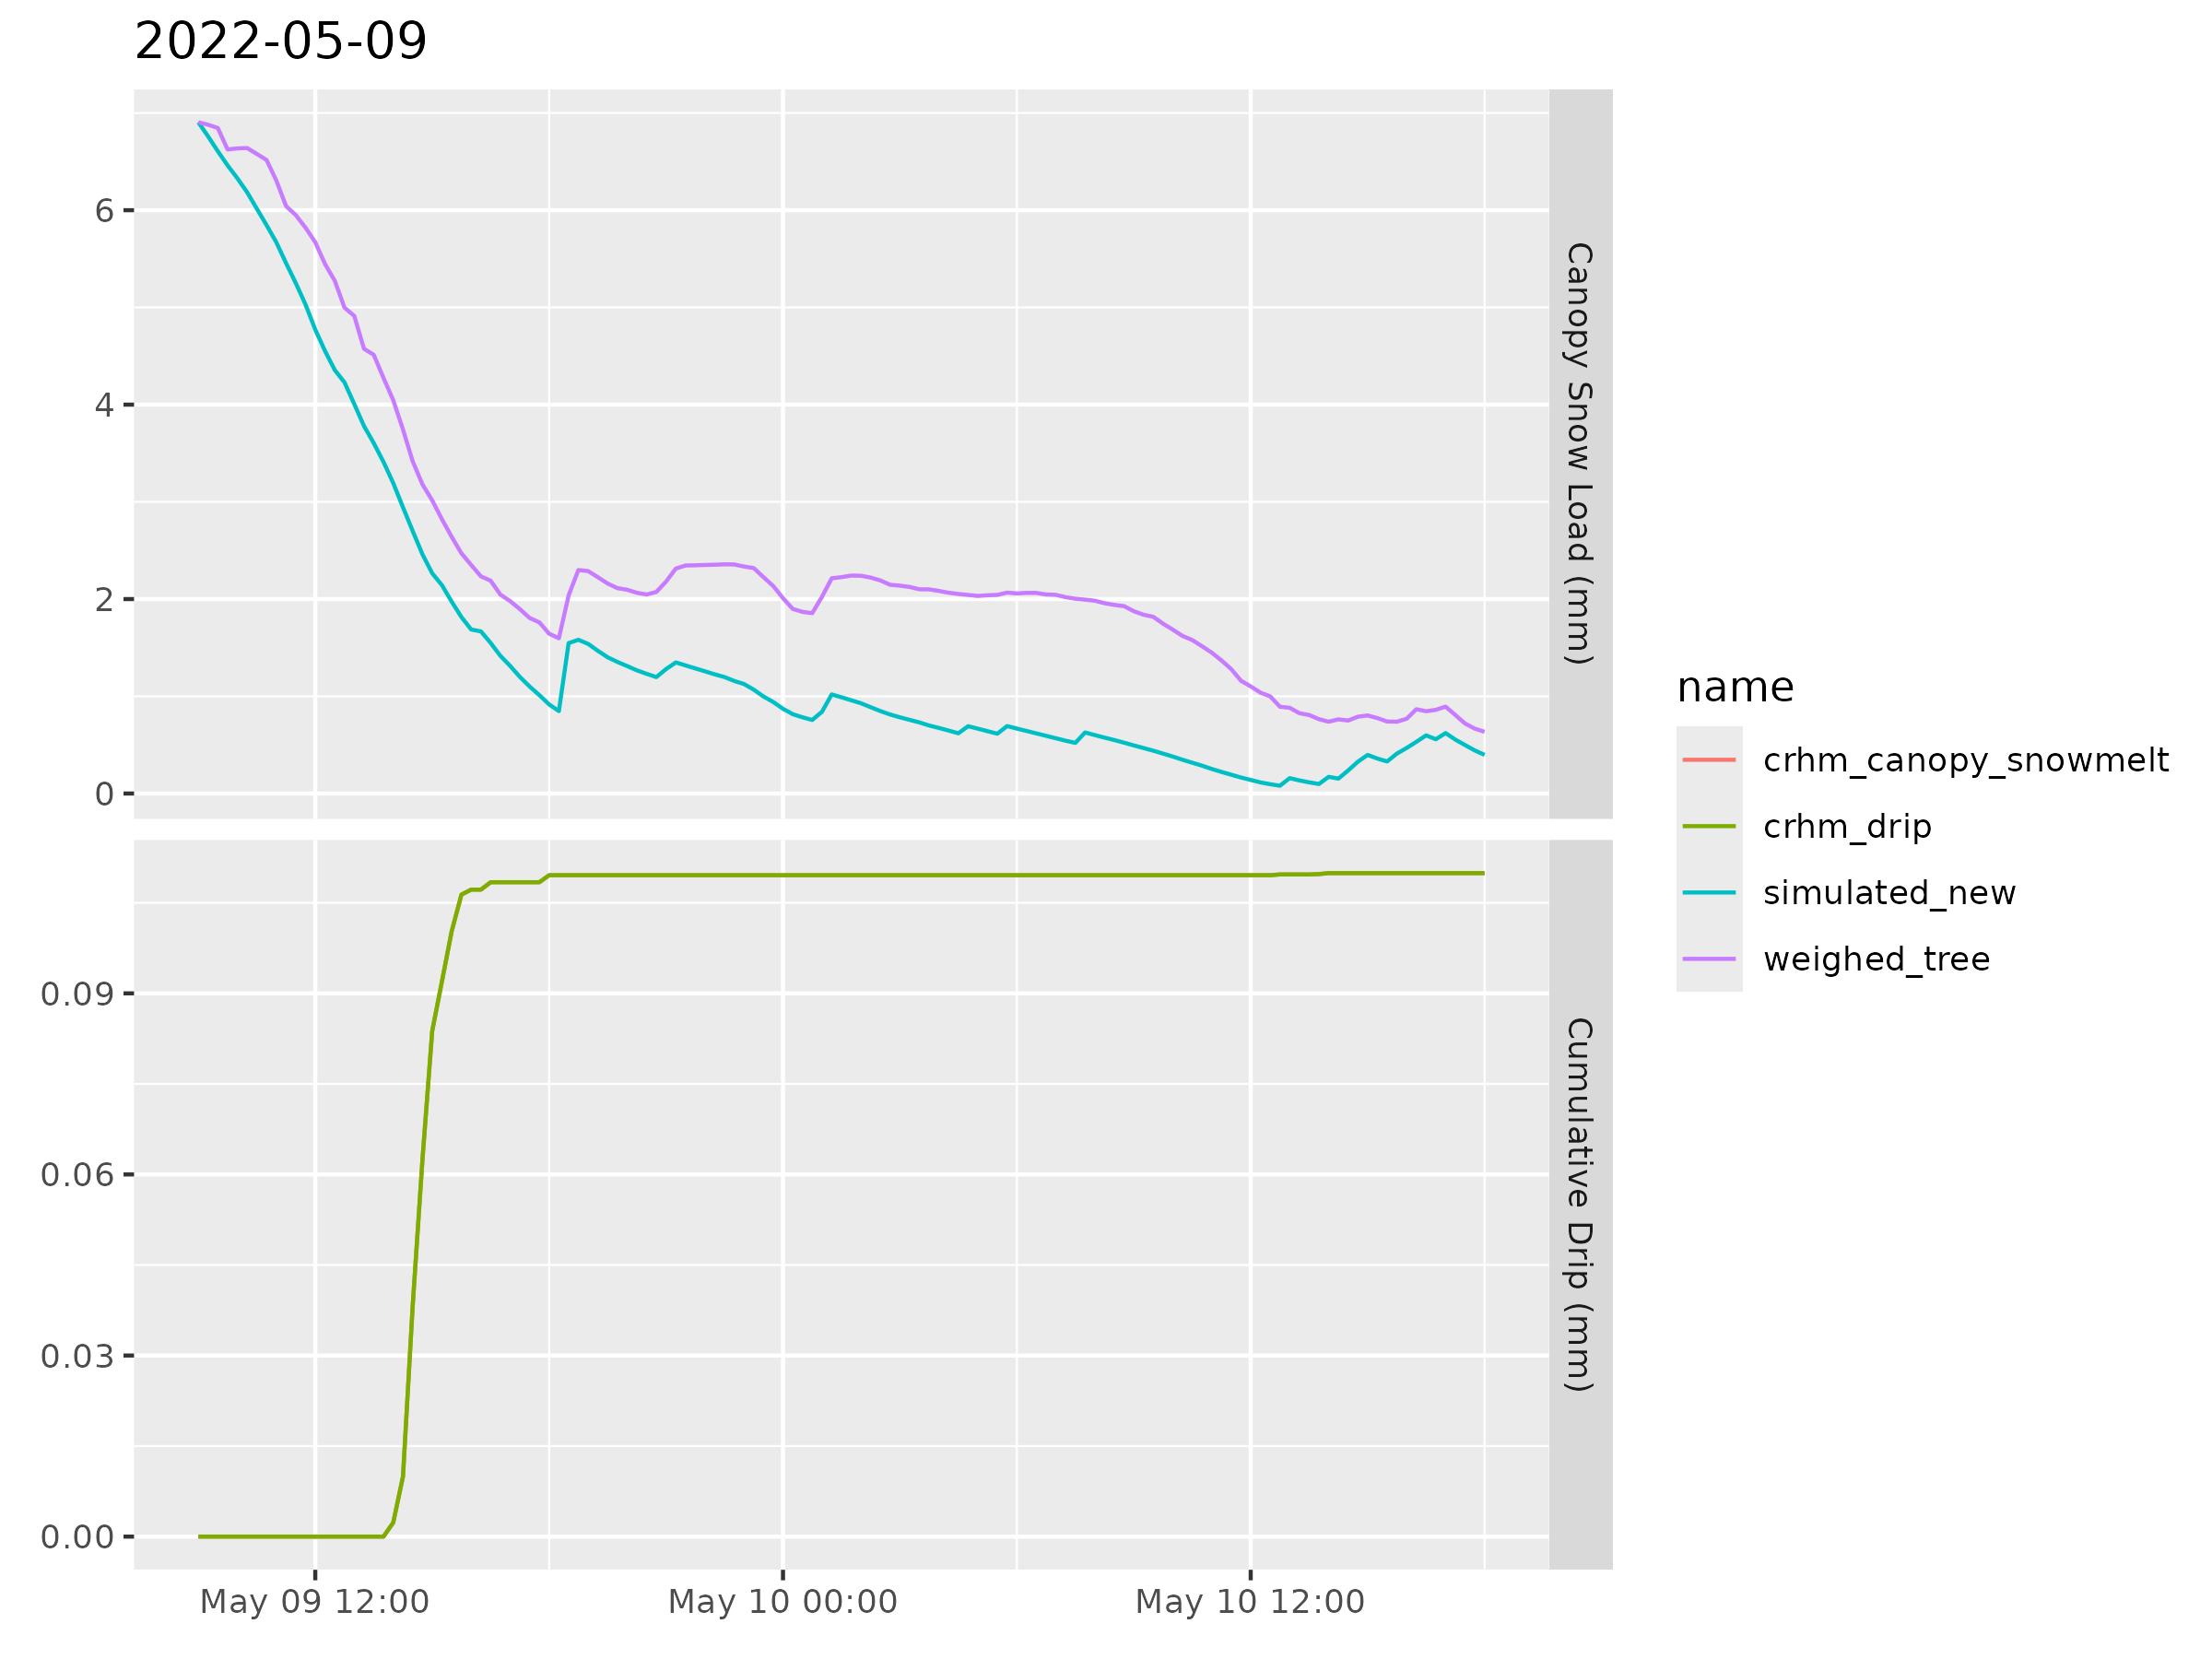 2022-05-09
6
4
2
0
Canopy Snow Load (mm)
0.09
0.06
0.03
0.00
Cumulative Drip (mm)
May 09 12:00
May 10 00:00
May 10 12:00
name
crhm_canopy_snowmelt
crhm_drip
simulated_new
weighed_tree